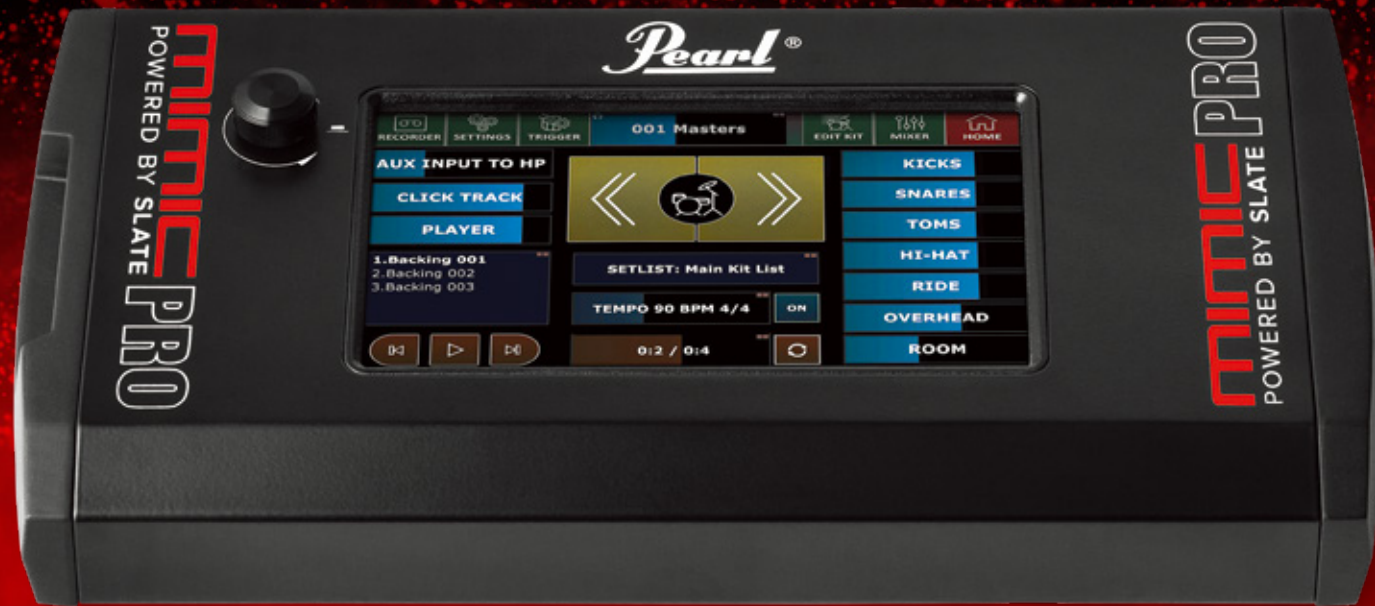 Pearl®
MIMIC PRO
POWERED BY SLATE
RECORDER
SETTINGS
TRIGGER
001 Masters
EDIT KIT
MIXER
HOME
AUX INPUT TO HP
CLICK TRACK
PLAYER
1.Backing 001
2.Backing 002
3.Backing 003
SETLIST: Main Kit List
TEMPO 90 BPM 4/4
ON
0:2 / 0:4
KICKS
SNARES
TOMS
HI-HAT
RIDE
OVERHEAD
ROOM
MIMIC PRO
POWERED BY SLATE